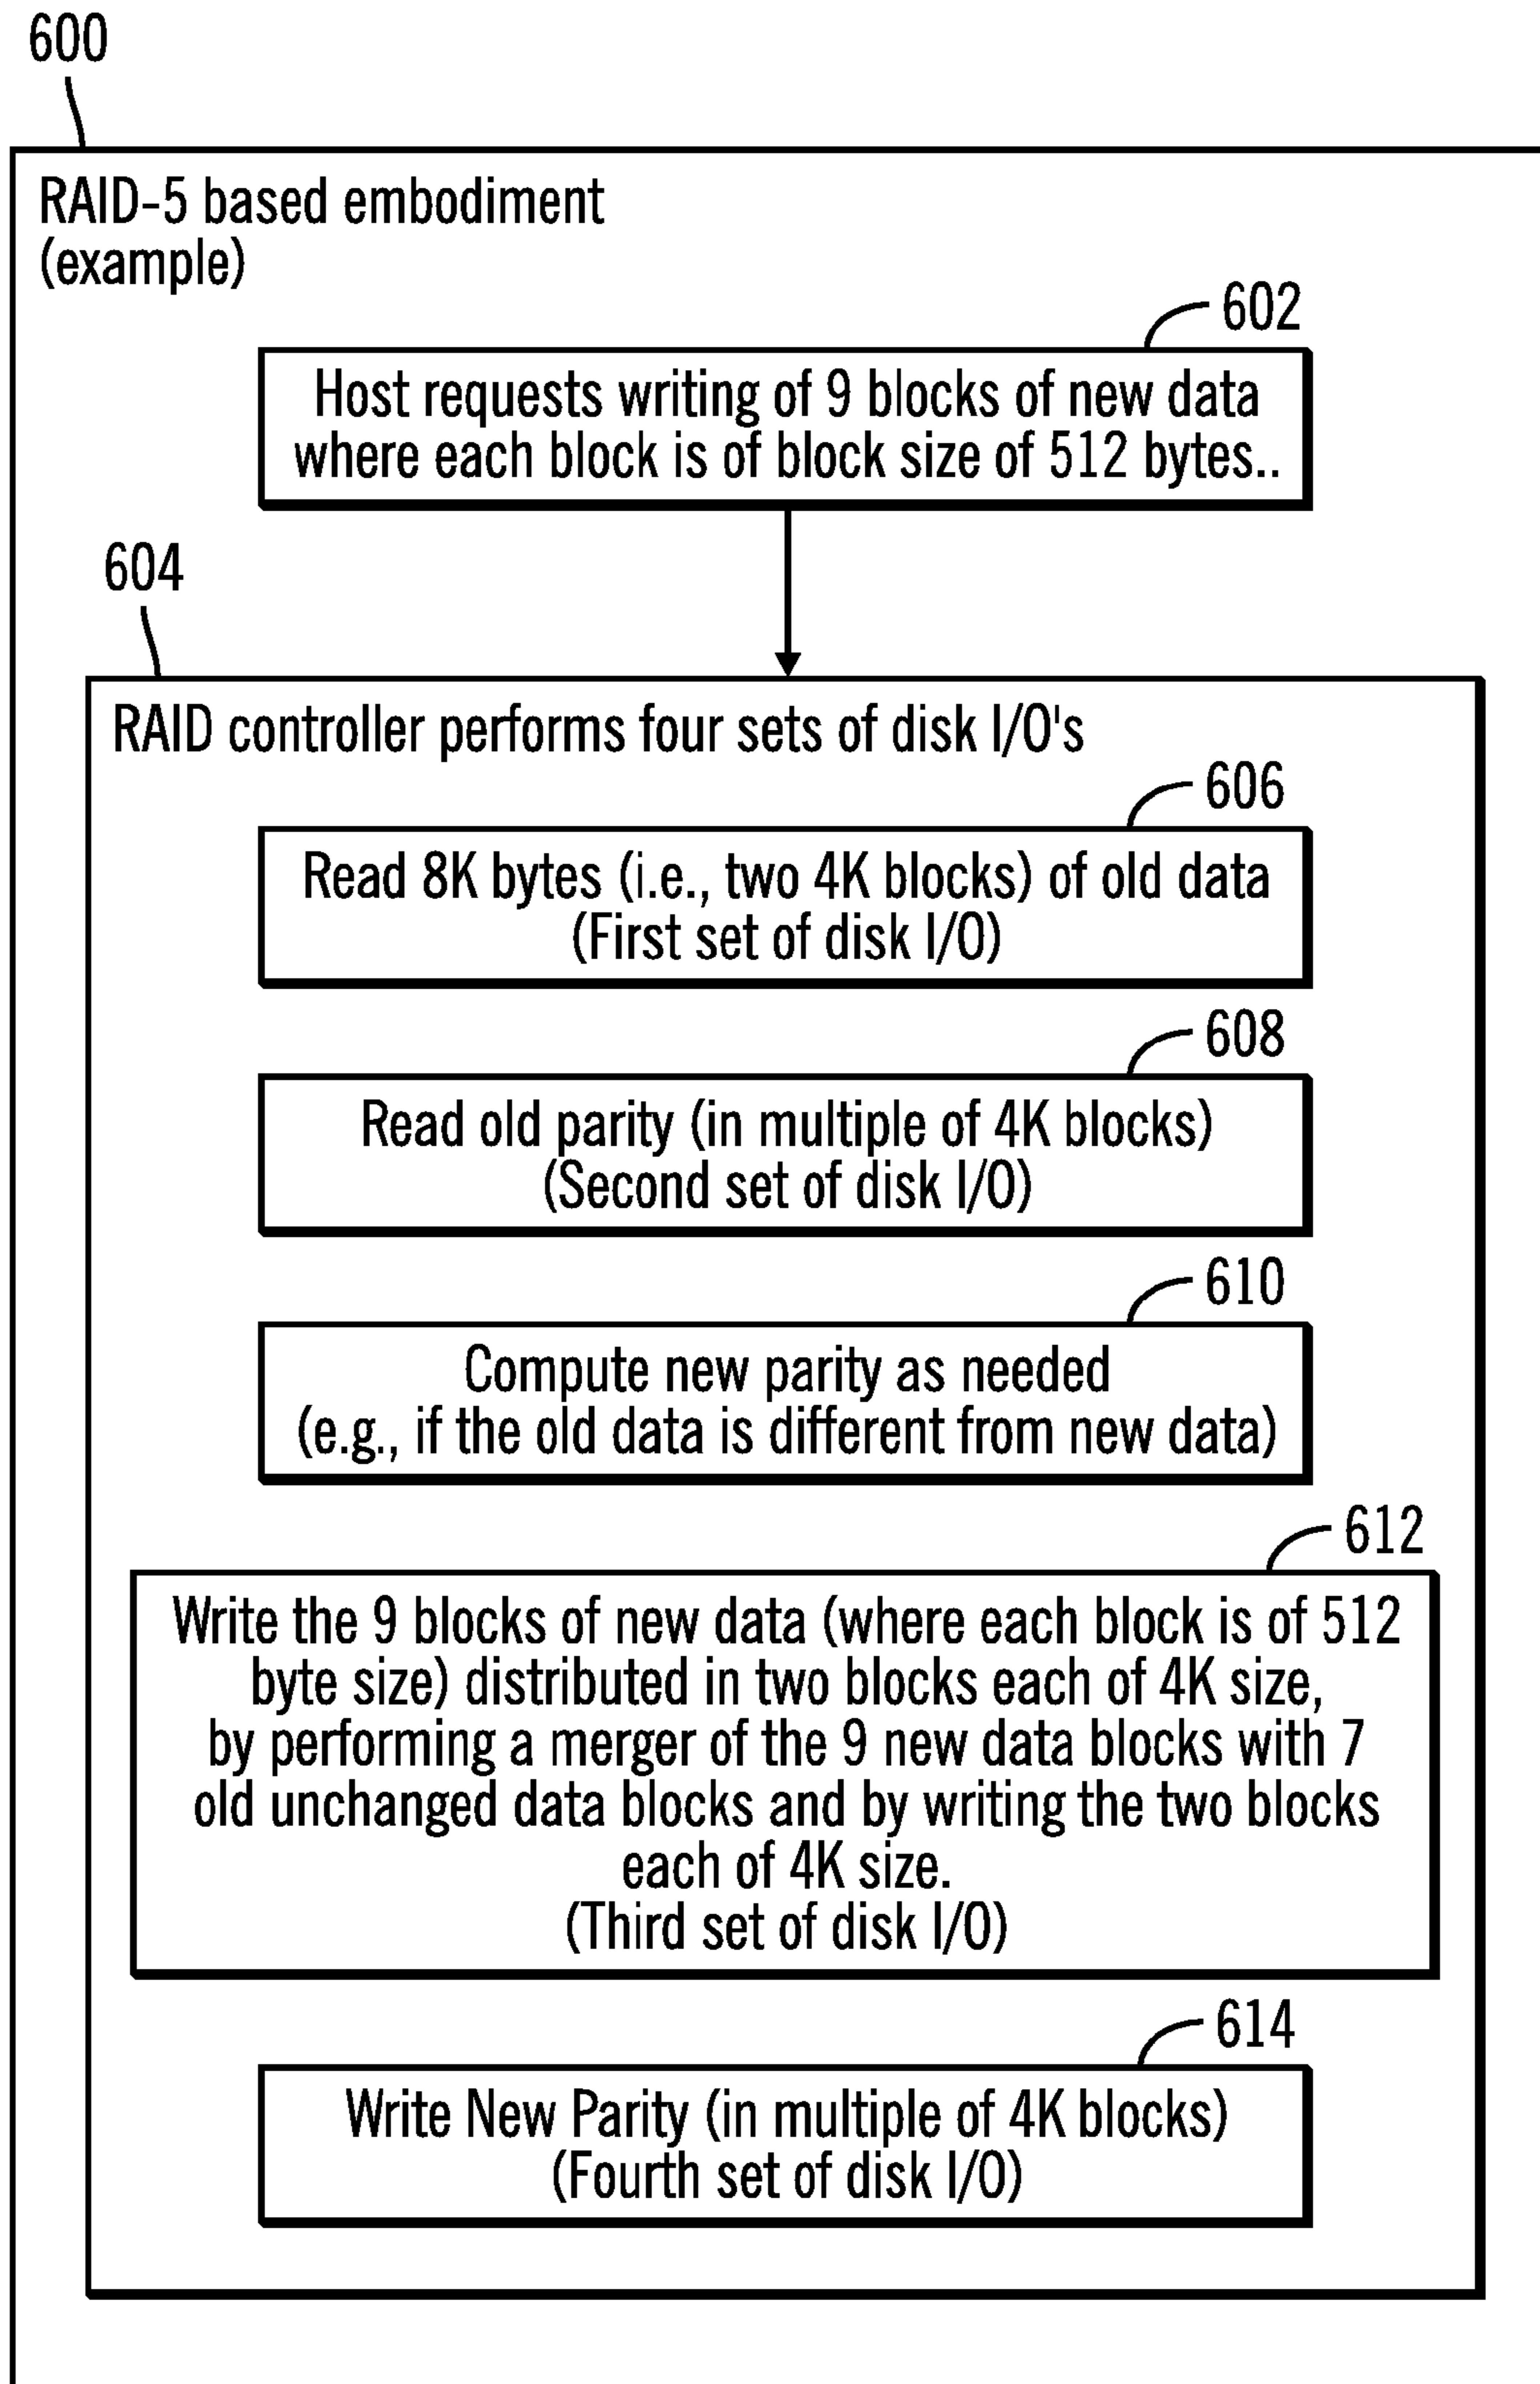 600
RAID-5 based embodiment
(example)
602
Host requests writing of 9 blocks of new data
where each block is of block size of 512 bytes..
604
RAID controller performs four sets of disk I/O's
606
Read 8K bytes (i.e., two 4K blocks) of old data
(First set of disk I/O)
608
Read old parity (in multiple of 4K blocks)
(Second set of disk I/O)
610
Compute new parity as needed
(e.g., if the old data is different from new data)
612
Write the 9 blocks of new data (where each block is of 512
byte size) distributed in two blocks each of 4K size,
by performing a merger of the 9 new data blocks with 7
old unchanged data blocks and by writing the two blocks
each of 4K size.
(Third set of disk I/O)
614
Write New Parity (in multiple of 4K blocks)
(Fourth set of disk I/O)